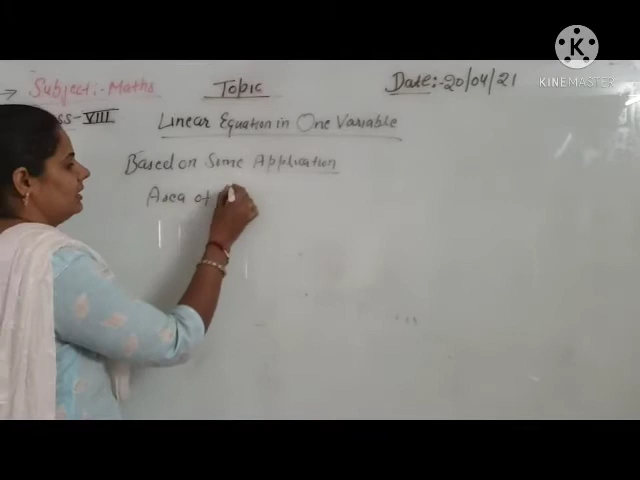 → Subject:- Maths Topic Date:- 20/04/21
ss - VIII Linear Equation in One Variable
Based on Some Application
Area of
K
KINEMASTER